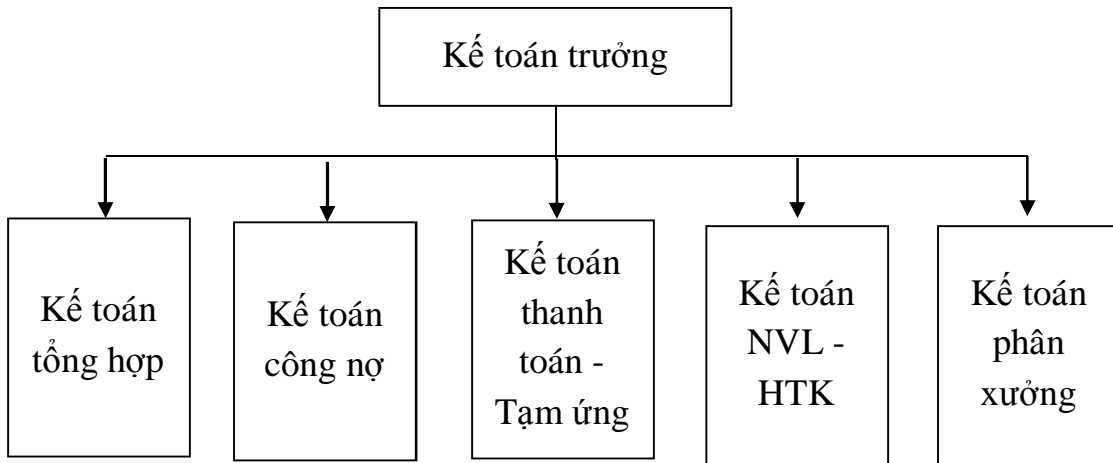 Kế toán trưởng
Kế toán
tổng hợp
Kế toán
công nợ
Kế toán
thanh
toán -
Tạm ứng
Kế toán
NVL -
HTK
Kế toán
phân
xưởng